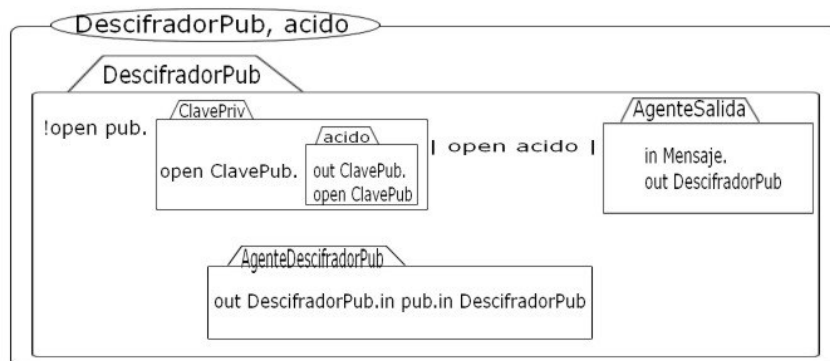 DescifradorPub, acido
DescifradorPub
ClavePriv
AgenteSalida
!open pub.
acido
| open acido |
in Mensaje.
open ClavePub.
out ClavePub.
out DescifradorPub
open ClavePub
AgenteDescifradorPub
out DescifradorPub.in pub.in DescifradorPub